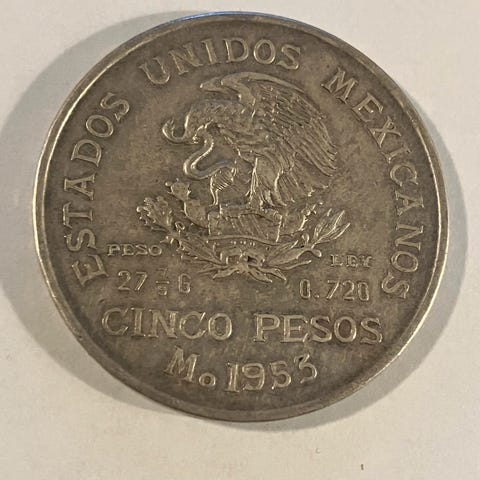 ESTADOS UNIDOS MEXICANOS
PESO LEY
27 7/9 G 0.720
CINCO PESOS
Mo 1953